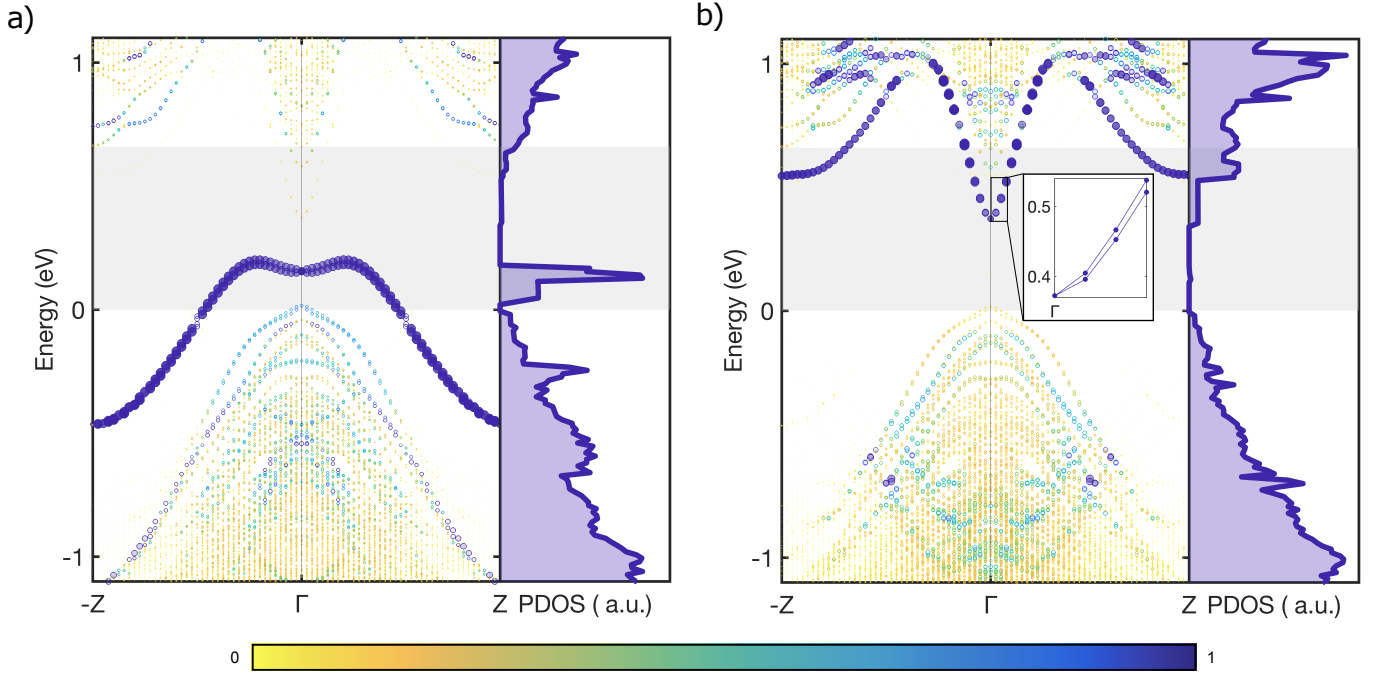 a)
1
0
-1
Energy (eV)
-Z
Γ
Z
PDOS ( a.u.)
b)
1
0
-1
Energy (eV)
0.5
0.4
Γ
-Z
Γ
Z
PDOS ( a.u.)
0
1